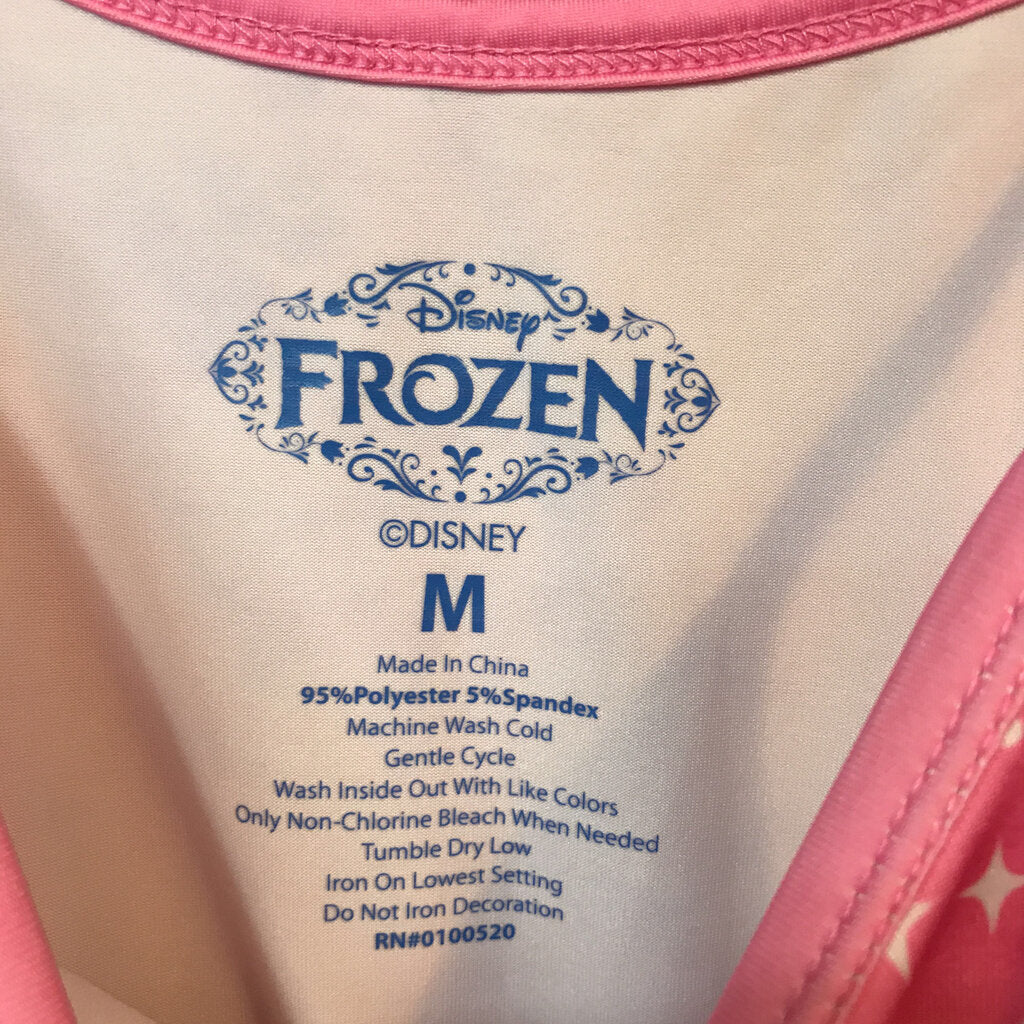 Disney
FROZEN
©DISNEY
M
Made In China
95%Polyester 5%Spandex
Machine Wash Cold
Gentle Cycle
Wash Inside Out With Like Colors
Only Non-Chlorine Bleach When Needed
Tumble Dry Low
Iron On Lowest Setting
Do Not Iron Decoration
RN#0100520